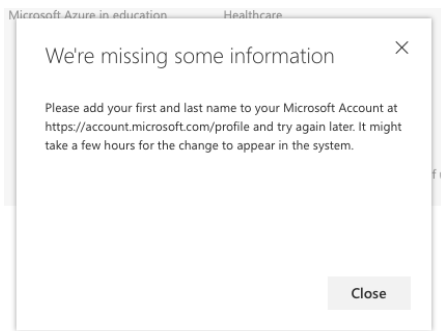 Microsoft Azure in education Healthcare
We're missing some information
Please add your first and last name to your Microsoft Account at
https://account.microsoft.com/profile and try again later. It might
take a few hours for the change to appear in the system.
Close